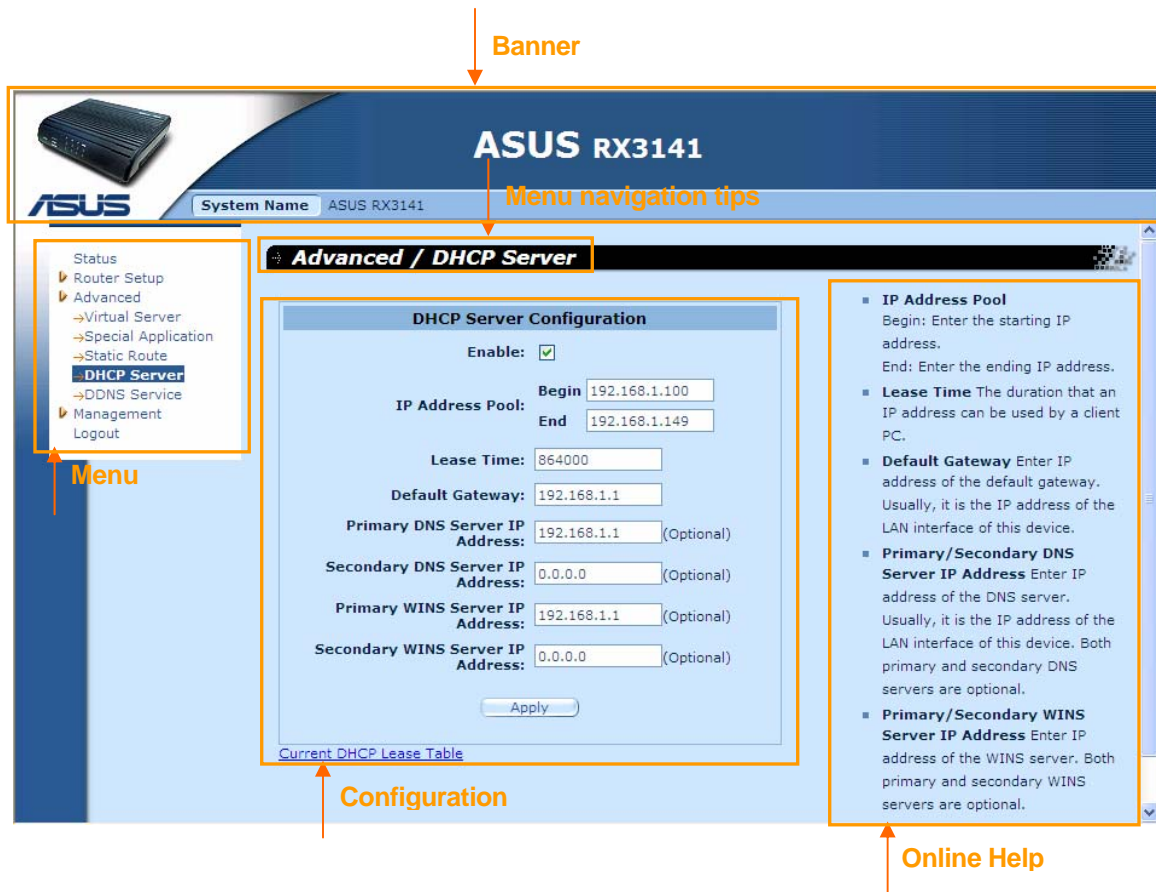 Banner
ASUS RX3141
ASUS
System Name ASUS RX3141
Menu navigation tips
Status
Router Setup
Advanced
→Virtual Server
→Special Application
→Static Route
→DHCP Server
→DDNS Service
Management
Logout
Menu
Advanced / DHCP Server
DHCP Server Configuration
Enable:
IP Address Pool:
Begin 192.168.1.100
End 192.168.1.149
Lease Time: 864000
Default Gateway: 192.168.1.1
Primary DNS Server IP
Address: 192.168.1.1 (Optional)
Secondary DNS Server IP
Address: 0.0.0.0 (Optional)
Primary WINS Server IP
Address: 192.168.1.1 (Optional)
Secondary WINS Server IP
Address: 0.0.0.0 (Optional)
Apply
Current DHCP Lease Table
Configuration
IP Address Pool
Begin: Enter the starting IP
address.
End: Enter the ending IP address.
Lease Time The duration that an
IP address can be used by a client
PC.
Default Gateway Enter IP
address of the default gateway.
Usually, it is the IP address of the
LAN interface of this device.
Primary/Secondary DNS
Server IP Address Enter IP
address of the DNS server.
Usually, it is the IP address of the
LAN interface of this device. Both
primary and secondary DNS
servers are optional.
Primary/Secondary WINS
Server IP Address Enter IP
address of the WINS server. Both
primary and secondary WINS
servers are optional.
Online Help